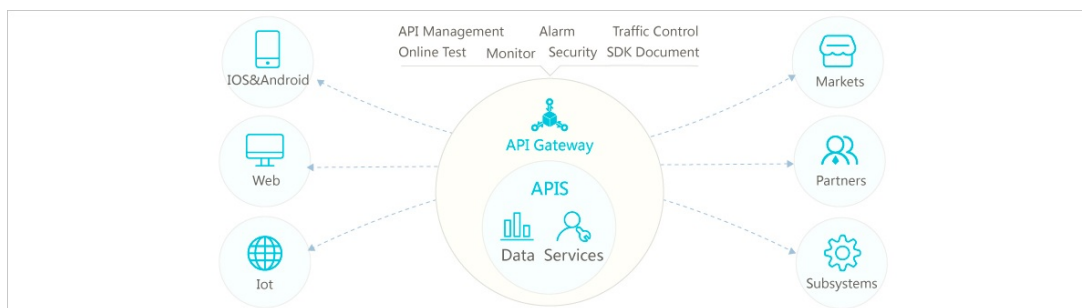 API Management Alarm Traffic Control
Online Test Monitor Security SDK Document
IOS&Android
Markets
API Gateway
Web
Partners
APIS
Data Services
Iot
Subsystems